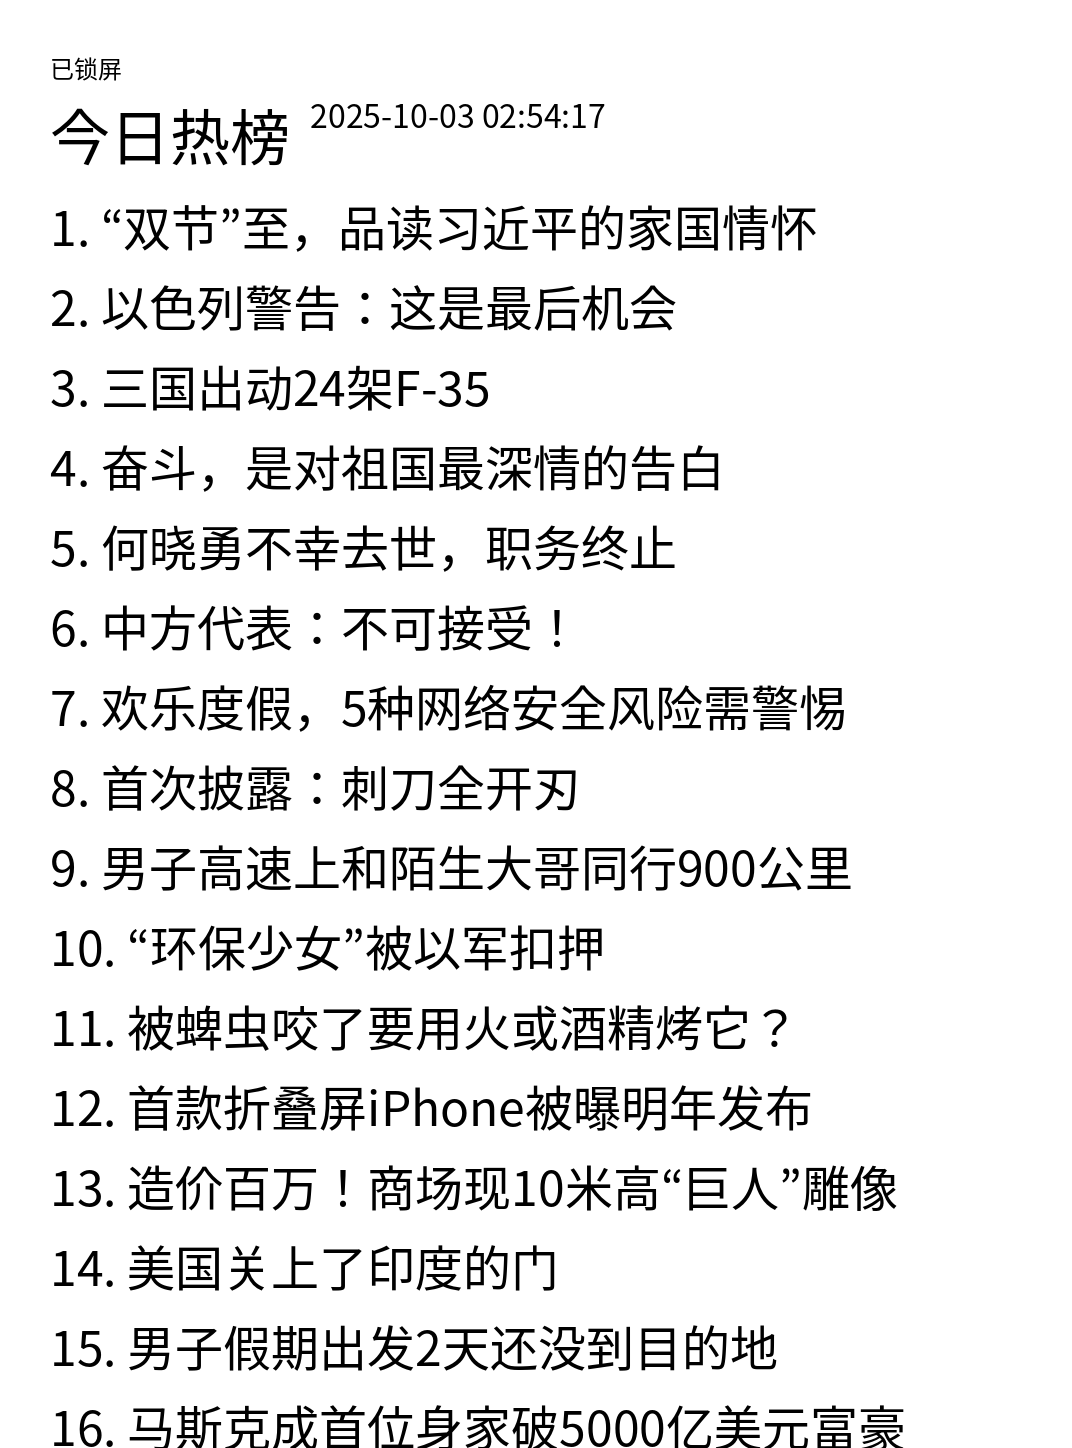 已锁屏
今日热榜 2025-10-03 02:54:17
1. “双节”至，品读习近平的家国情怀
2. 以色列警告：这是最后机会
3. 三国出动24架F-35
4. 奋斗，是对祖国最深情的告白
5. 何晓勇不幸去世，职务终止
6. 中方代表：不可接受！
7. 欢乐度假，5种网络安全风险需警惕
8. 首次披露：刺刀全开刃
9. 男子高速上和陌生大哥同行900公里
10. “环保少女”被以军扣押
11. 被蜱虫咬了要用火或酒精烤它？
12. 首款折叠屏iPhone被曝明年发布
13. 造价百万！商场现10米高“巨人”雕像
14. 美国关上了印度的门
15. 男子假期出发2天还没到目的地
16. 马斯克成首位身家破5000亿美元富豪